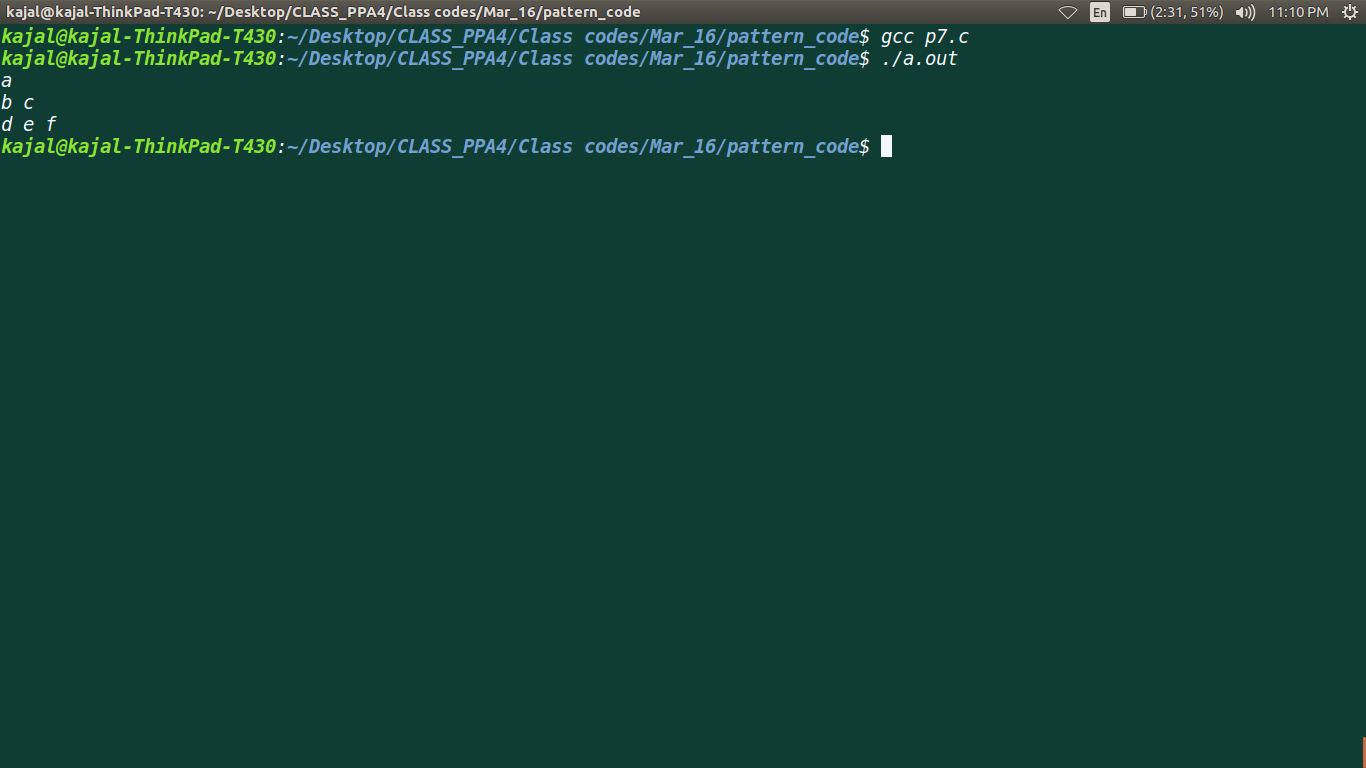 kajal@kajal-ThinkPad-T430: ~/Desktop/CLASS_PPA4/Class codes/Mar_16/pattern_code En (2:31, 51%) 11:10 PM
kajal@kajal-ThinkPad-T430:~/Desktop/CLASS_PPA4/Class codes/Mar_16/pattern_code$ gcc p7.c
kajal@kajal-ThinkPad-T430:~/Desktop/CLASS_PPA4/Class codes/Mar_16/pattern_code$ ./a.out
a
b c
d e f
kajal@kajal-ThinkPad-T430:~/Desktop/CLASS_PPA4/Class codes/Mar_16/pattern_code$